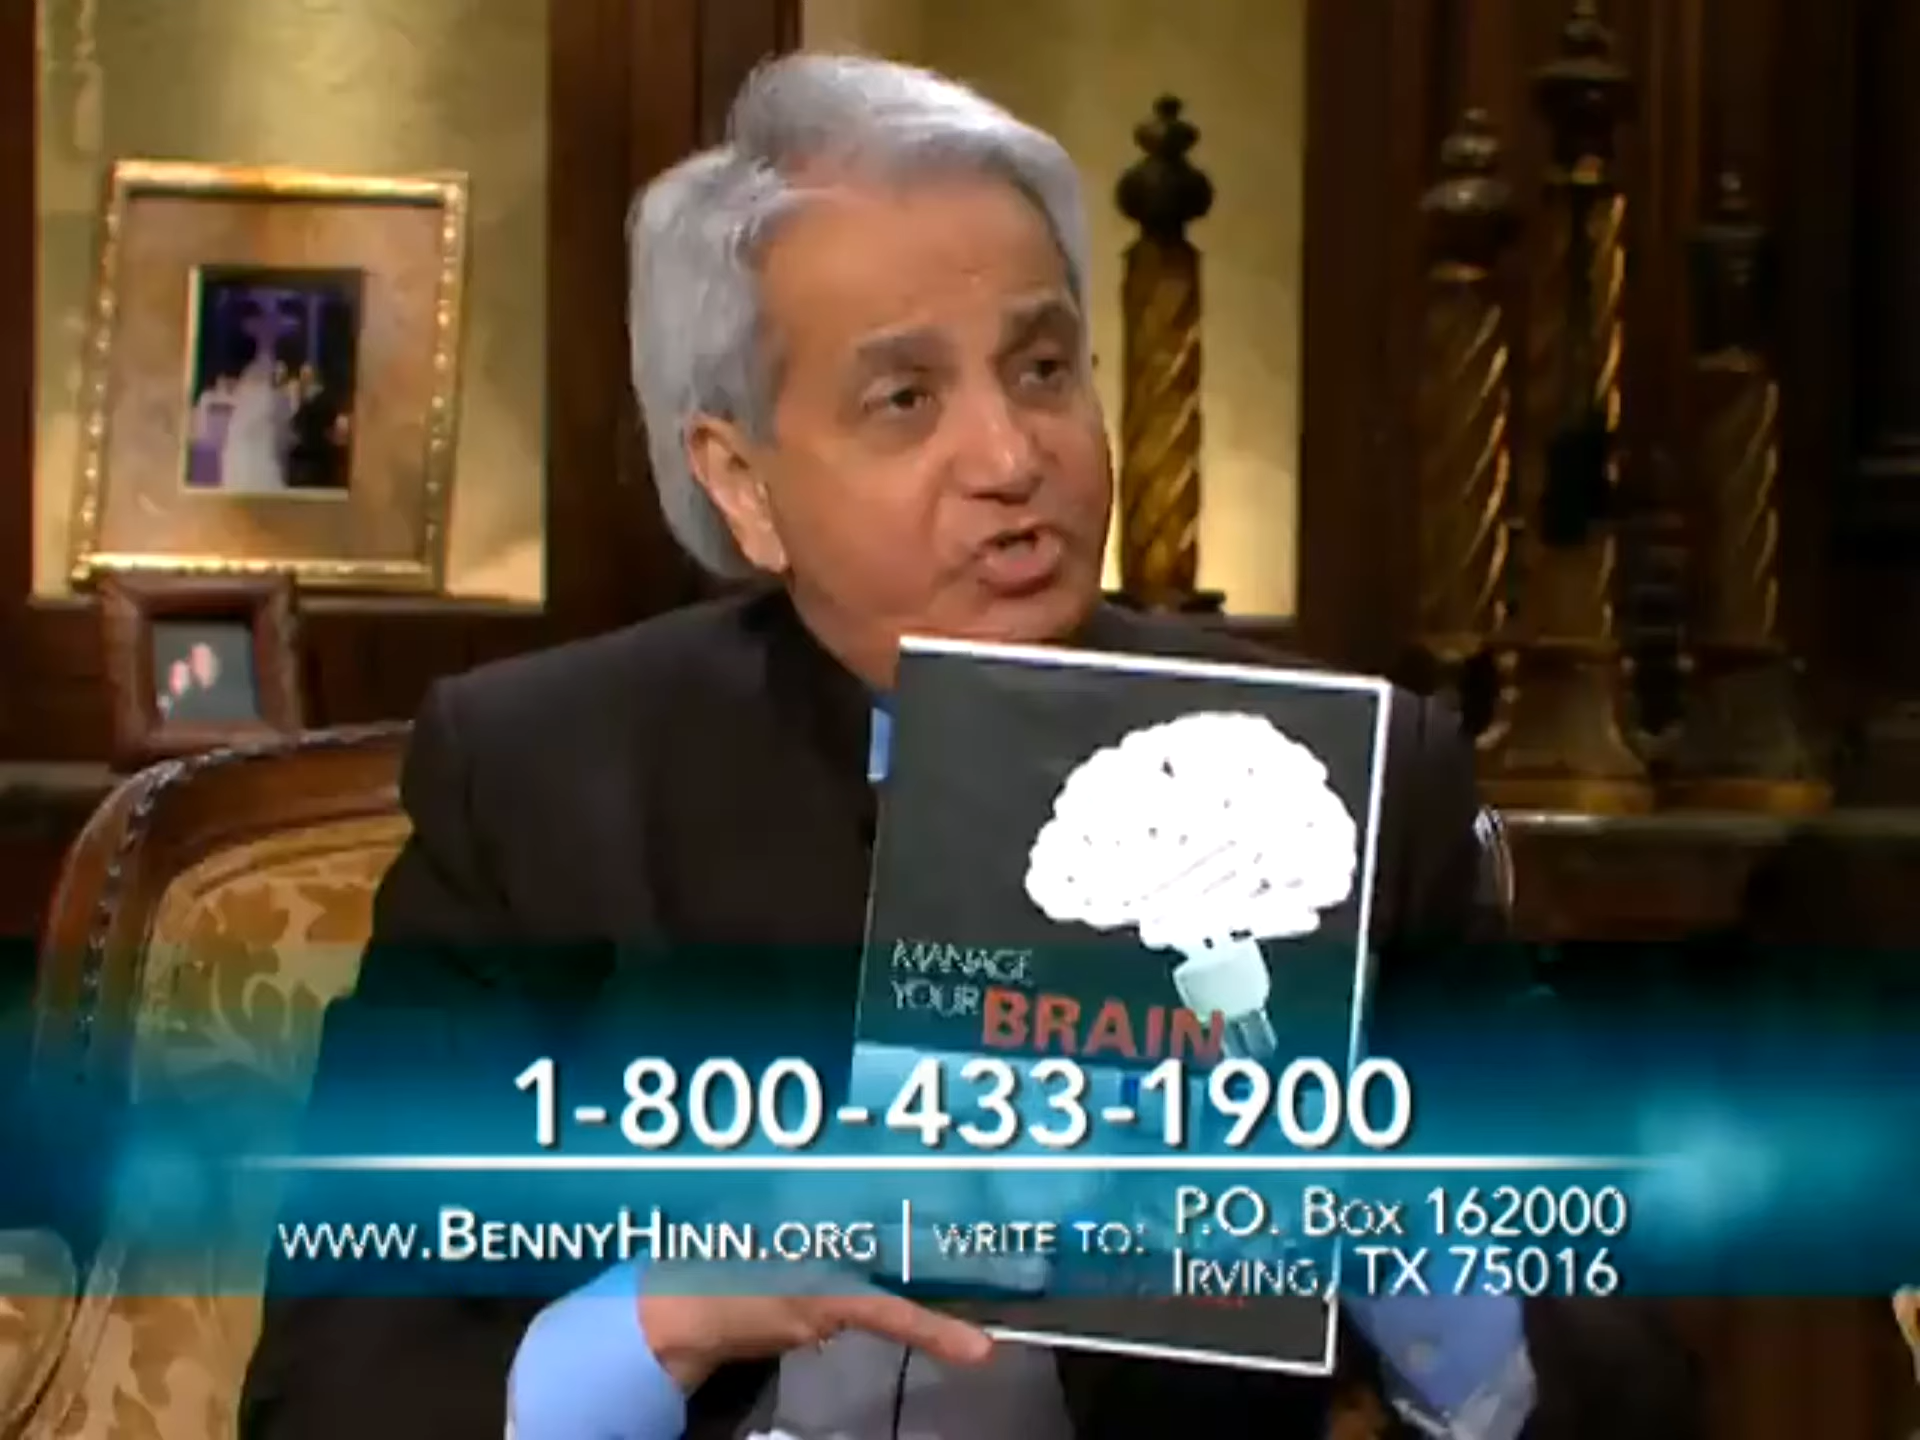 MANAGE
YOUR BRAIN
1-800-433-1900
WWW.BENNYHINN.ORG | WRITE TO: P.O. BOX 162000
IRVING, TX 75016